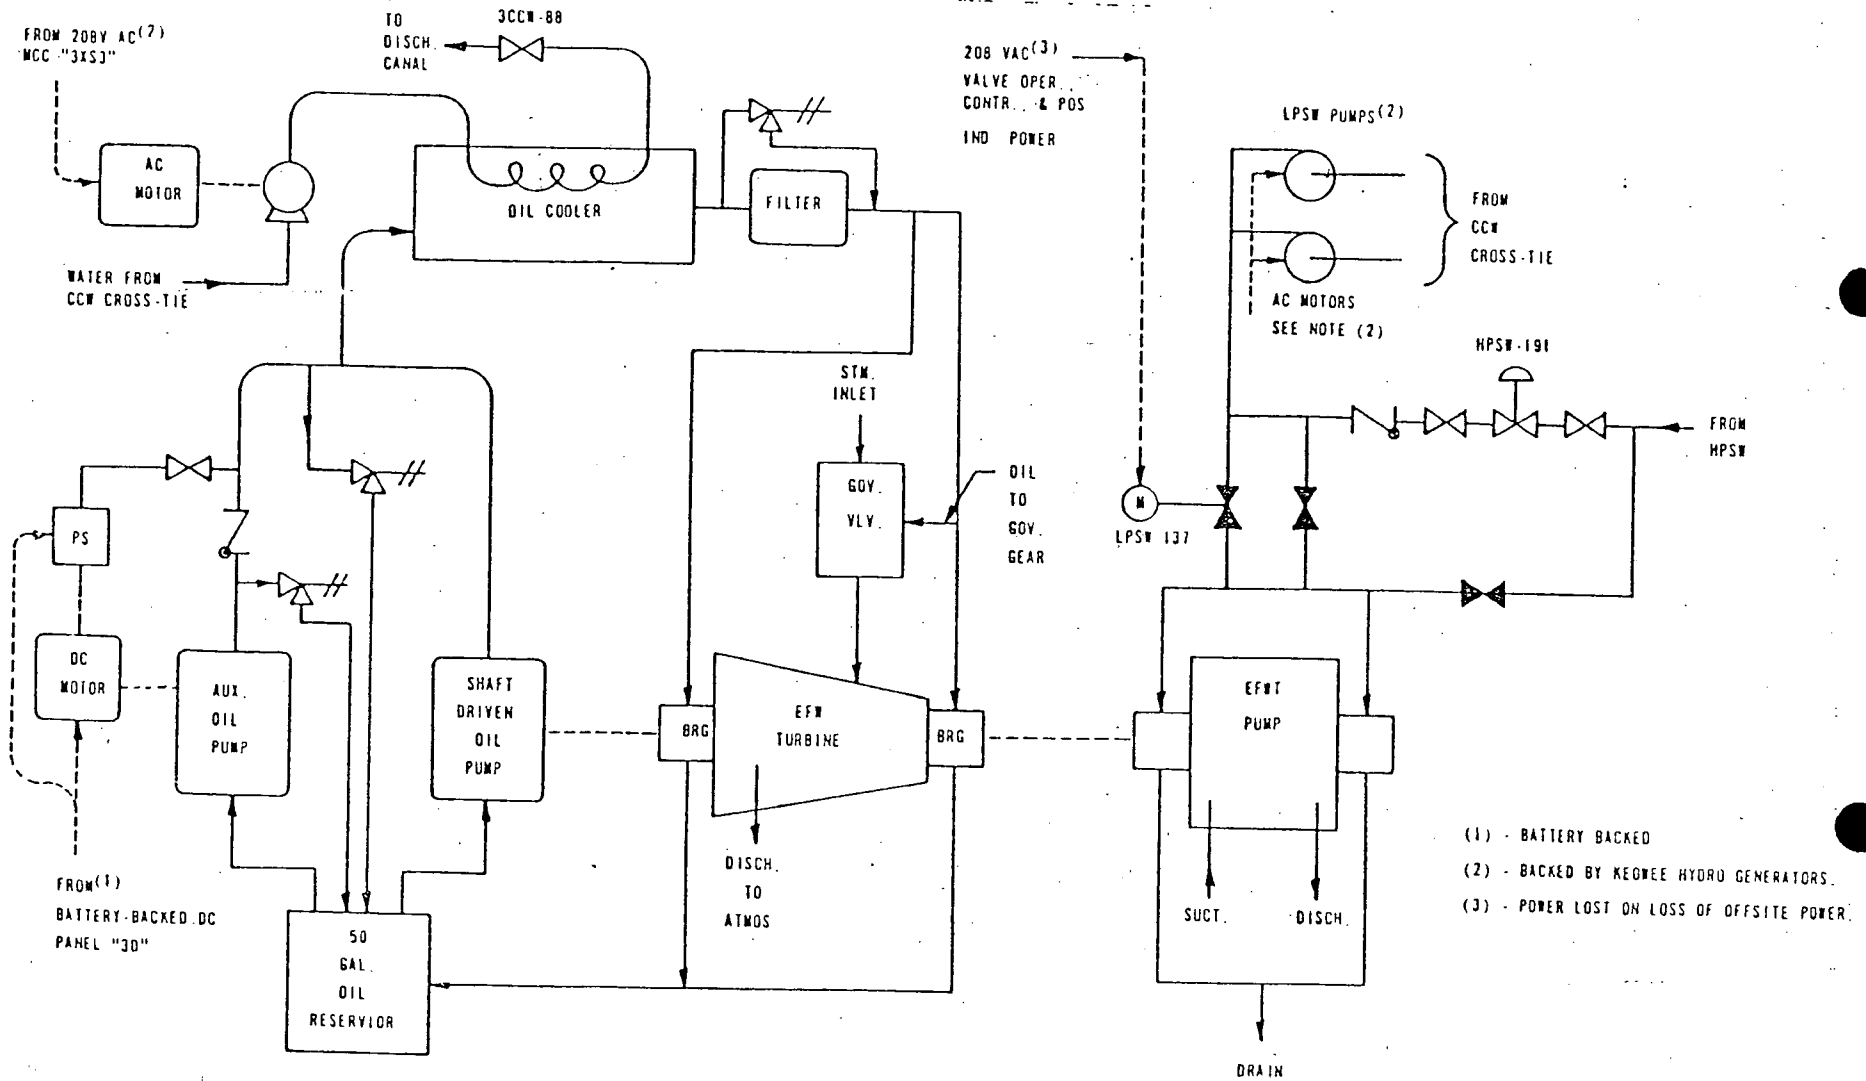 FROM 208V AC(2)
MCC "3XS3"
TO
DISCH.
CANAL
3CCW-88
208 VAC(3)
VALVE OPER.
CONTR. & POS
IND POWER
LPSW PUMPS(2)
AC
MOTOR
OIL COOLER
FILTER
FROM
CCW
CROSS-TIE
WATER FROM
CCW CROSS-TIE
AC MOTORS
SEE NOTE (2)
HPSW-191
STM.
INLET
FROM
HPSW
GOV.
VLV.
OIL
TO
GOV.
GEAR
M
LPSW 137
PS
DC
MOTOR
AUX.
OIL
PUMP
SHAFT
DRIVEN
OIL
PUMP
BRG
EFW
TURBINE
BRG
EFWT
PUMP
DISCH.
TO
ATMOS
SUCT.
DISCH.
(1) - BATTERY BACKED
(2) - BACKED BY KEOWEE HYDRO GENERATORS.
(3) - POWER LOST ON LOSS OF OFFSITE POWER.
FROM(1)
BATTERY-BACKED DC
PANEL "3D"
50
GAL.
OIL
RESERVIOR
DRAIN